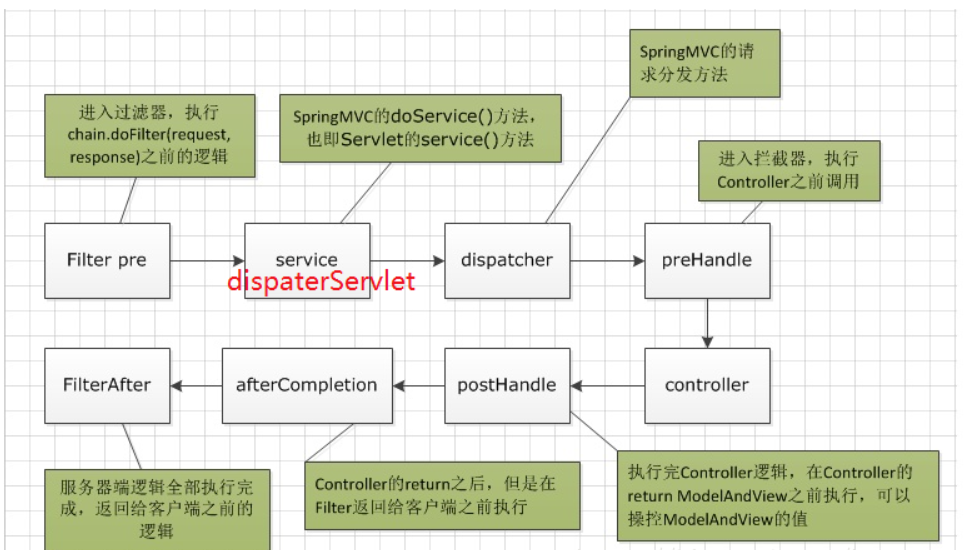 SpringMVC的请
求分发方法
进入过滤器，执行
chain.doFilter(request,
response)之前的逻辑
SpringMVC的doService()方法，
也即Servlet的service()方法
进入拦截器，执行
Controller之前调用
Filter pre
service
dispaterServlet
dispatcher
preHandle
FilterAfter
afterCompletion
postHandle
controller
服务器端逻辑全部执行完
成，返回给客户端之前的
逻辑
Controller的return之后，但是在
Filter返回给客户端之前执行
执行完Controller逻辑，在Controller的
return ModelAndView之前执行，可以
操控ModelAndView的值